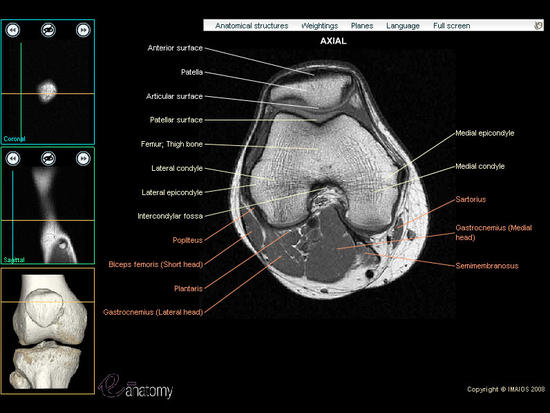 Anatomical structures Weightings Planes Language Full screen
AXIAL
Anterior surface
Patella
Articular surface
Patellar surface
Femur; Thigh bone
Lateral condyle
Lateral epicondyle
Intercondylar fossa
Popliteus
Biceps femoris (Short head)
Plantaris
Gastrocnemius (Lateral head)
Medial epicondyle
Medial condyle
Sartorius
Gastrocnemius (Medial
head)
Semimembranosus
Coronal
Sagittal
e-anatomy
Copyright © IMAIOS 2008